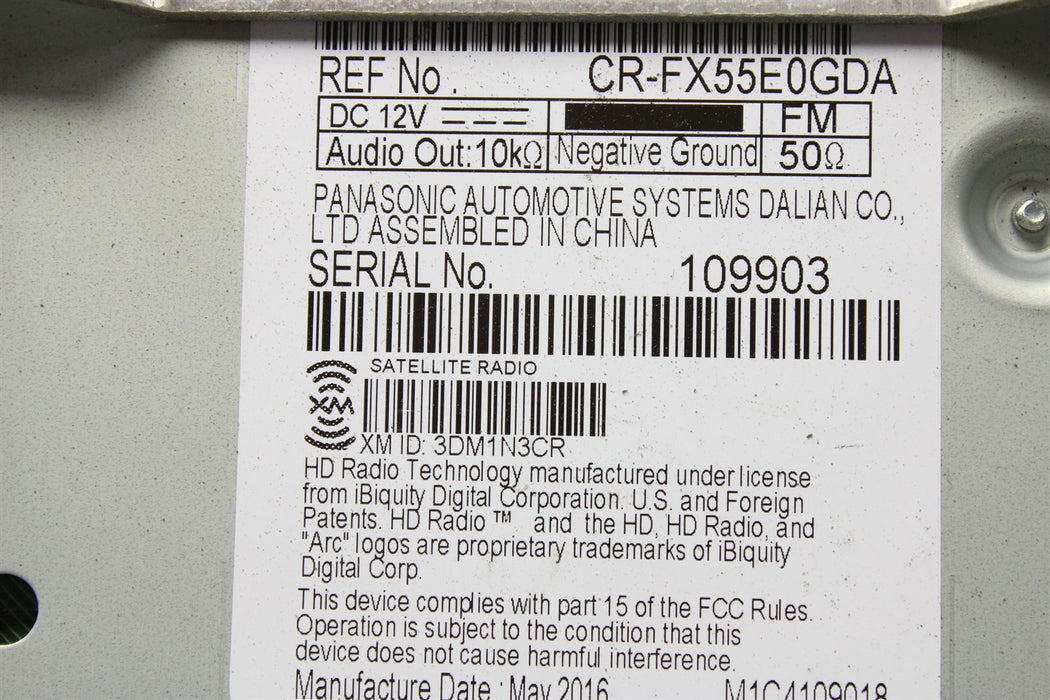 REF No. CR-FX55E0GDA
DC 12V FM
Audio Out:10kΩ Negative Ground 50Ω
PANASONIC AUTOMOTIVE SYSTEMS DALIAN CO.,
LTD ASSEMBLED IN CHINA
SERIAL No. 109903
SATELLITE RADIO
XM
XM ID: 3DM1N3CR
HD Radio Technology manufactured under license
from iBiquity Digital Corporation. U.S. and Foreign
Patents. HD Radio ™ and the HD, HD Radio, and
"Arc" logos are proprietary trademarks of iBiquity
Digital Corp.
This device complies with part 15 of the FCC Rules.
Operation is subject to the condition that this
device does not cause harmful interference.
Manufacture Date : May 2016 M1C4109018